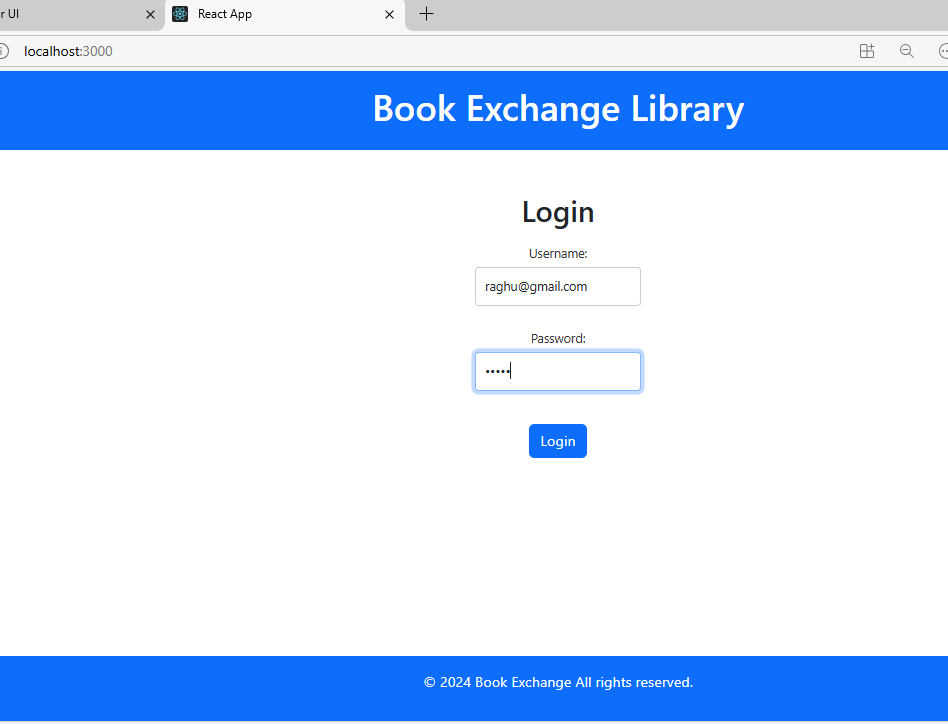 r UI
React App
localhost:3000
Book Exchange Library
Login
Username:
raghu@gmail.com
Password:
•••••
Login
© 2024 Book Exchange All rights reserved.